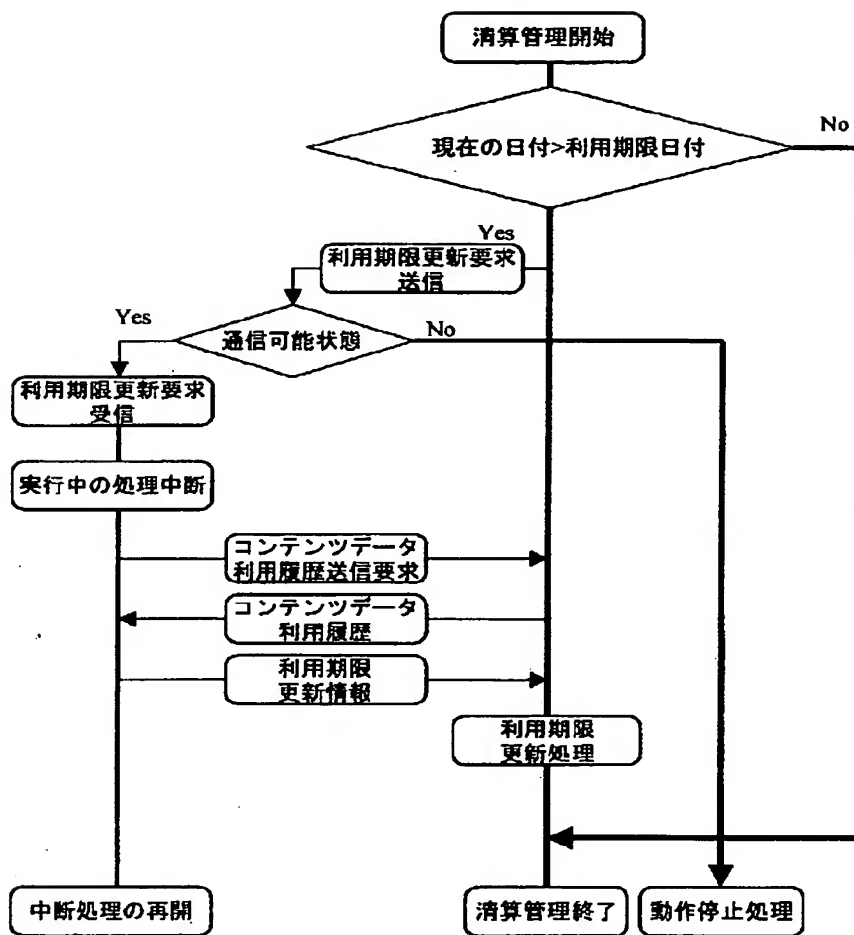 清算管理開始
現在の日付>利用期限日付
No
Yes
利用期限更新要求
送信
Yes
通信可能状態
No
利用期限更新要求
受信
実行中の処理中断
コンテンツデータ
利用履歴送信要求
コンテンツデータ
利用履歴
利用期限
更新情報
利用期限
更新処理
中断処理の再開
清算管理終了
動作停止処理